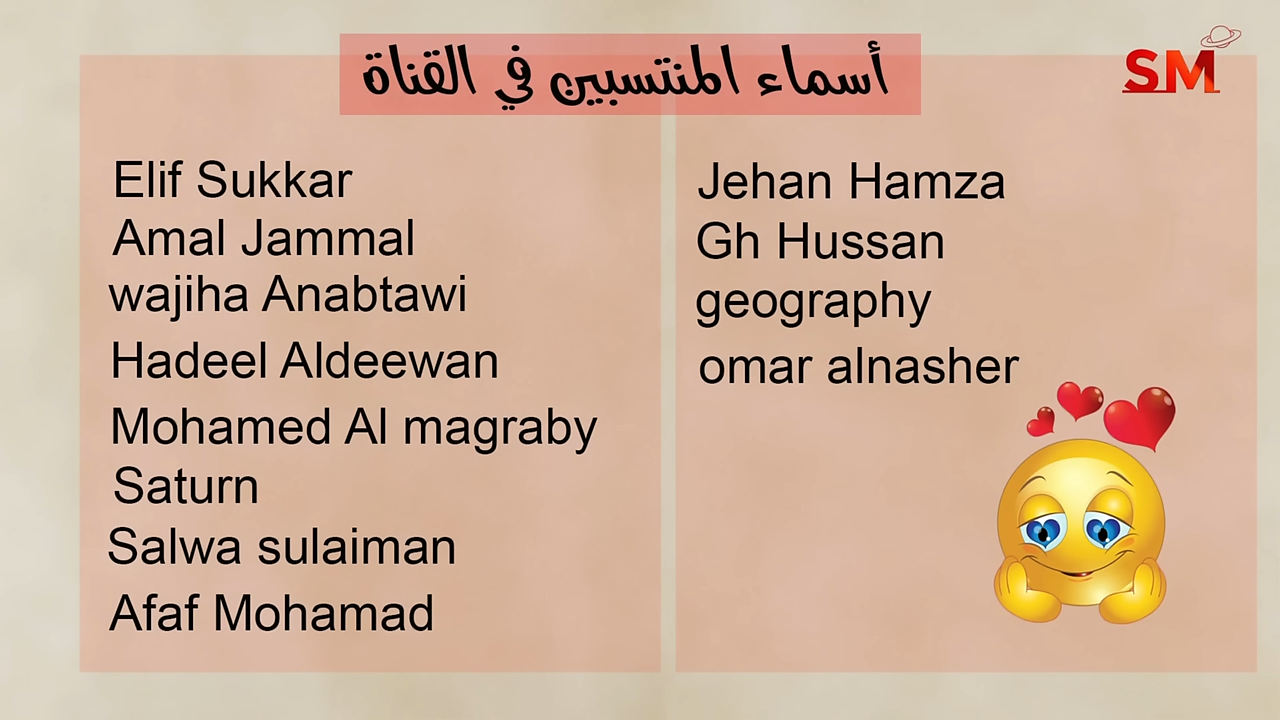 أسماء المنتسبين في القناة
SM
Elif Sukkar
Amal Jammal
wajiha Anabtawi
Hadeel Aldeewan
Mohamed Al magraby
Saturn
Salwa sulaiman
Afaf Mohamad
Jehan Hamza
Gh Hussan
geography
omar alnasher